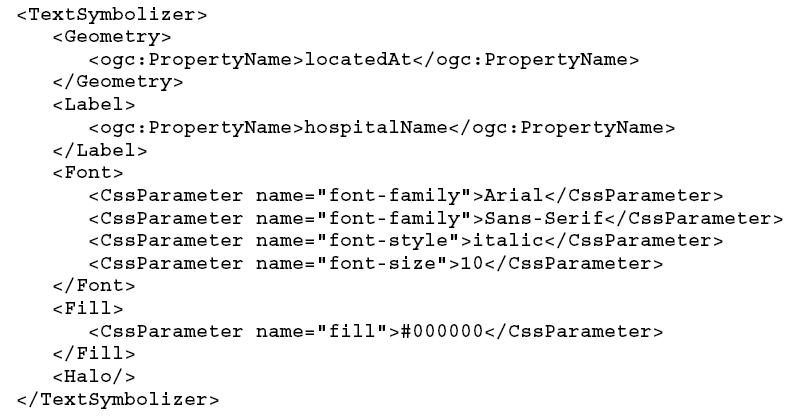 <TextSymbolizer>
   <Geometry>
      <ogc:PropertyName>locatedAt</ogc:PropertyName>
   </Geometry>
   <Label>
      <ogc:PropertyName>hospitalName</ogc:PropertyName>
   </Label>
   <Font>
      <CssParameter name="font-family">Arial</CssParameter>
      <CssParameter name="font-family">Sans-Serif</CssParameter>
      <CssParameter name="font-style">italic</CssParameter>
      <CssParameter name="font-size">10</CssParameter>
   </Font>
   <Fill>
      <CssParameter name="fill">#000000</CssParameter>
   </Fill>
   <Halo/>
</TextSymbolizer>